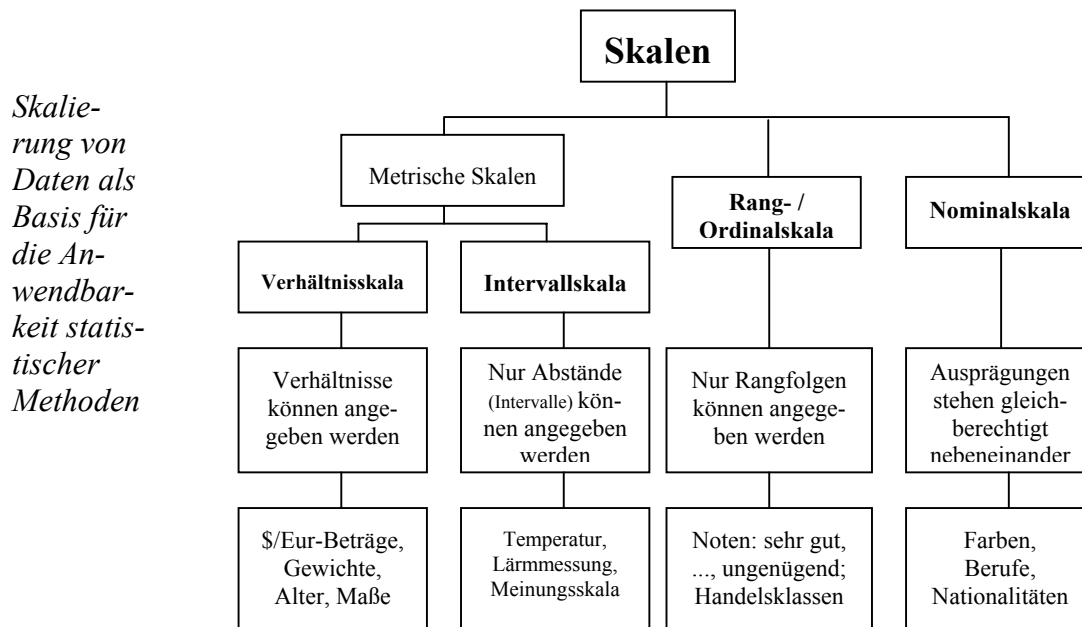 Skalen
Skalie-
rung von
Daten als
Basis für
die An-
wendbar-
keit statis-
tischer
Methoden
Metrische Skalen
Rang- /
Ordinalskala
Nominalskala
Verhältnisskala
Intervallskala
Verhältnisse
können ange-
geben werden
Nur Abstände
(Intervalle) kön-
nen angegeben
werden
Nur Rangfolgen
können angege-
ben werden
Ausprägungen
stehen gleich-
berechtigt
nebeneinander
$/Eur-Beträge,
Gewichte,
Alter, Maße
Temperatur,
Lärmmessung,
Meinungsskala
Noten: sehr gut,
..., ungenügend;
Handelsklassen
Farben,
Berufe,
Nationalitäten